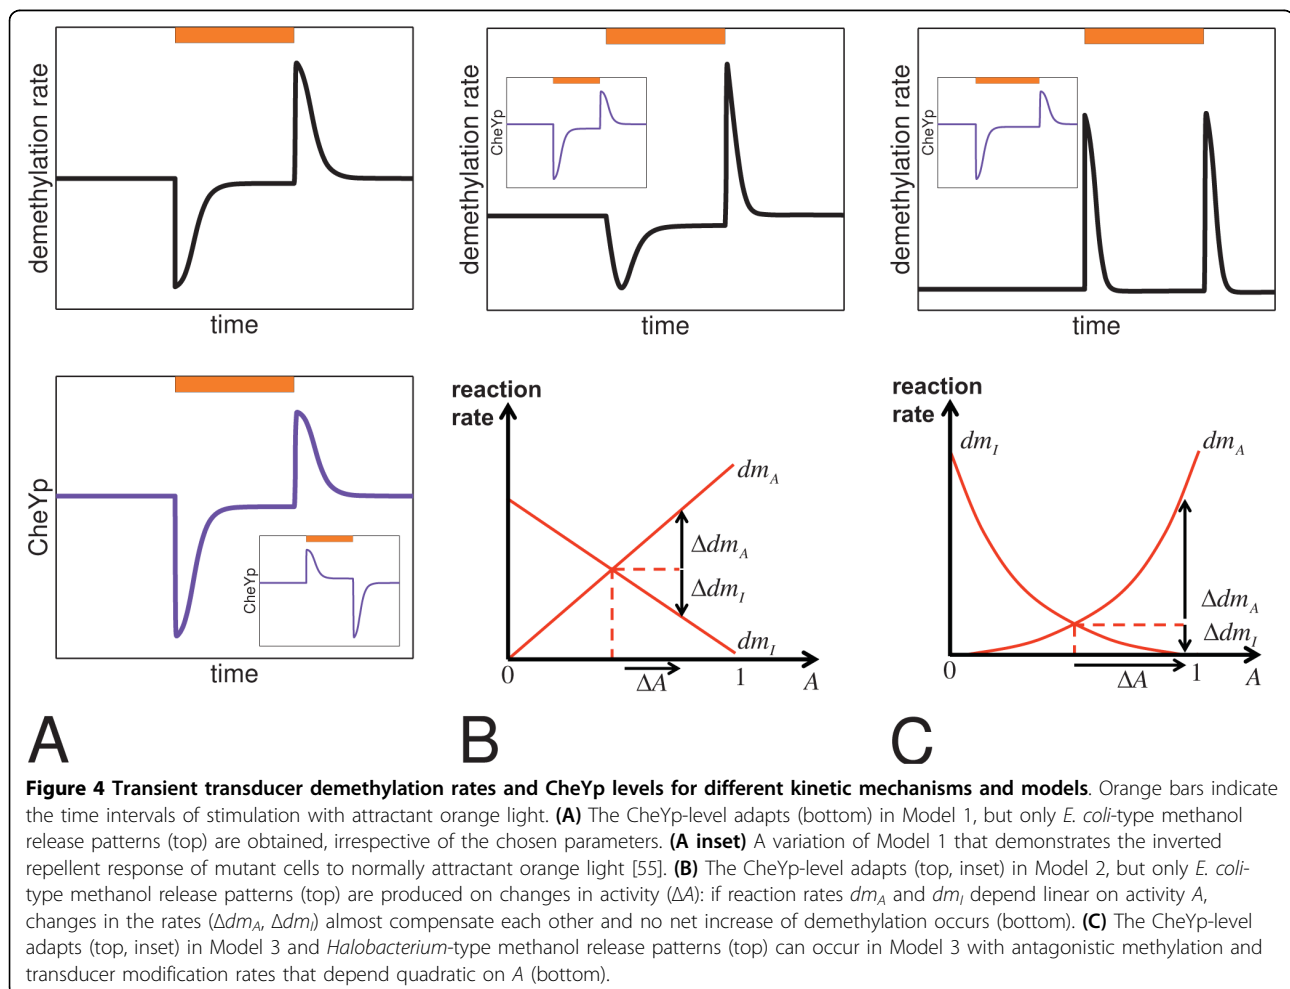 demethylation rate
time
demethylation rate
CheYp
time
demethylation rate
CheYp
time
CheYp
CheYp
time
A
reaction
rate
dm_A
Δdm_A
Δdm_I
dm_I
0
ΔA
1
A
B
reaction
rate
dm_I
dm_A
Δdm_A
Δdm_I
0
ΔA
1
A
C
Figure 4 Transient transducer demethylation rates and CheYp levels for different kinetic mechanisms and models. Orange bars indicate
the time intervals of stimulation with attractant orange light. (A) The CheYp-level adapts (bottom) in Model 1, but only E. coli-type methanol
release patterns (top) are obtained, irrespective of the chosen parameters. (A inset) A variation of Model 1 that demonstrates the inverted
repellent response of mutant cells to normally attractant orange light [55]. (B) The CheYp-level adapts (top, inset) in Model 2, but only E. coli-
type methanol release patterns (top) are produced on changes in activity (ΔA): if reaction rates dm_A and dm_I depend linear on activity A,
changes in the rates (Δdm_A, Δdm_I) almost compensate each other and no net increase of demethylation occurs (bottom). (C) The CheYp-level
adapts (top, inset) in Model 3 and Halobacterium-type methanol release patterns (top) can occur in Model 3 with antagonistic methylation and
transducer modification rates that depend quadratic on A (bottom).